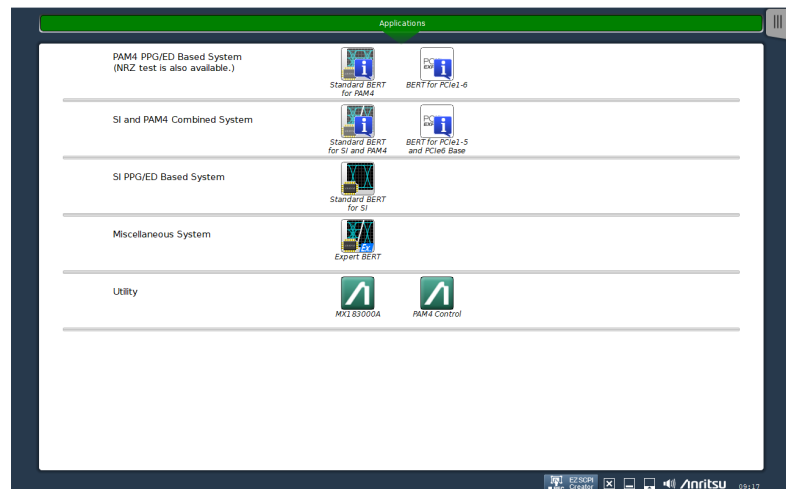 Applications
PAM4 PPG/ED Based System
(NRZ test is also available.)
Standard BERT
for PAM4
BERT for PCIe1-6
SI and PAM4 Combined System
Standard BERT
for SI and PAM4
BERT for PCIe1-5
and PCIe6 Base
SI PPG/ED Based System
Standard BERT
for SI
Miscellaneous System
Ex.
Expert BERT
Utility
MX183000A
PAM4 Control
EZSCPI
Creator
Anritsu
09:17